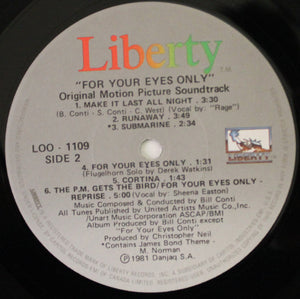 Liberty
T.M.
"FOR YOUR EYES ONLY"
Original Motion Picture Soundtrack
1. MAKE IT LAST ALL NIGHT . 3:30
(B. Conti - S. Conti - C. West) (Vocal by: "Rage")
2. RUNAWAY . 3:49
*3. SUBMARINE . 2:34
LOO - 1109
SIDE 2
LIBERTY
4. FOR YOUR EYES ONLY . 1:31
(Flugelhorn Solo by Derek Watkins)
5. CORTINA . 1:43
6. THE P.M. GETS THE BIRD/FOR YOUR EYES ONLY -
REPRISE . 5:00 (Vocal by: Sheena Easton)
Music Composed & Conducted by Bill Conti
All Tunes Published by United Artists Music Co., Inc.
/Unart Music Corporation ASCAP/BMI
Album Produced by Bill Conti except
"For Your Eyes Only"
Produced by Christopher Neil
*Contains James Bond Theme -
M. Norman
℗1981 Danjaq S.A.